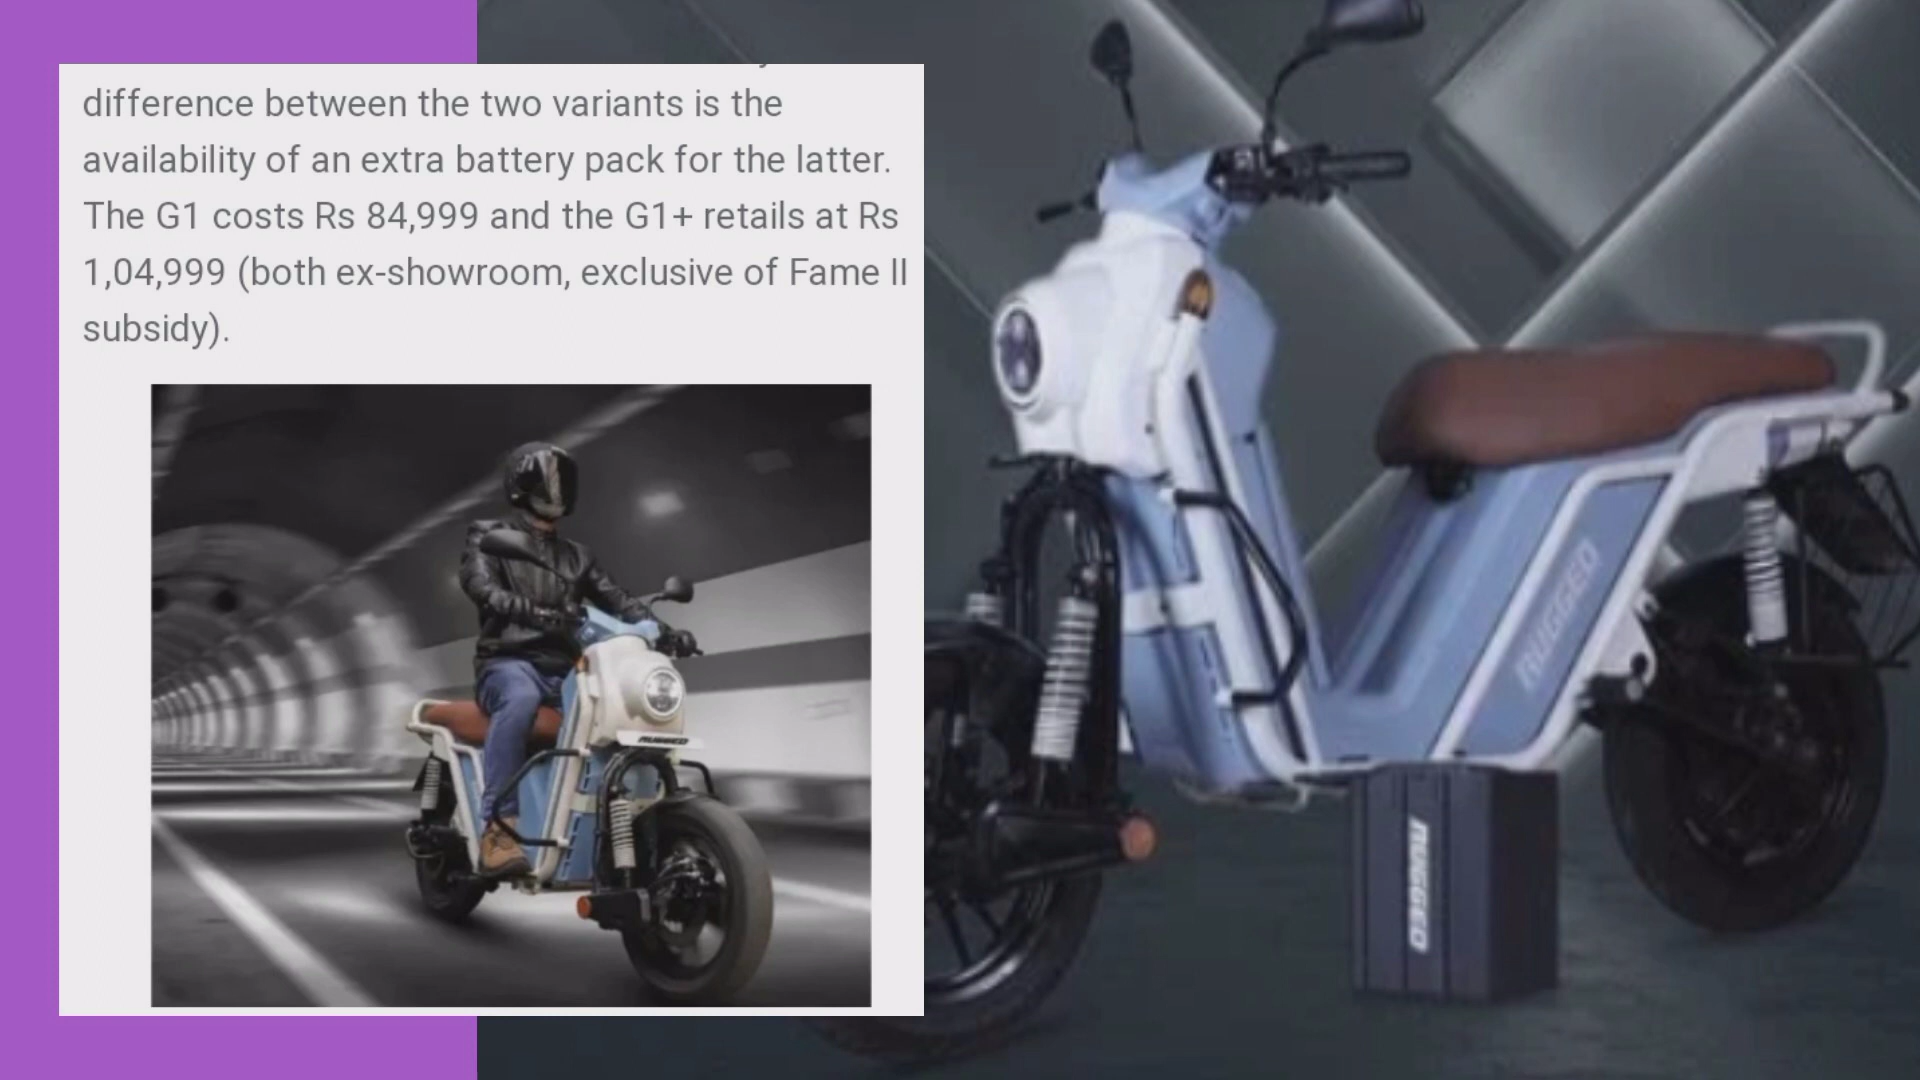 difference between the two variants is the
availability of an extra battery pack for the latter.
The G1 costs Rs 84,999 and the G1+ retails at Rs
1,04,999 (both ex-showroom, exclusive of Fame II
subsidy).
RUGGED
RUGGED
RUGGED